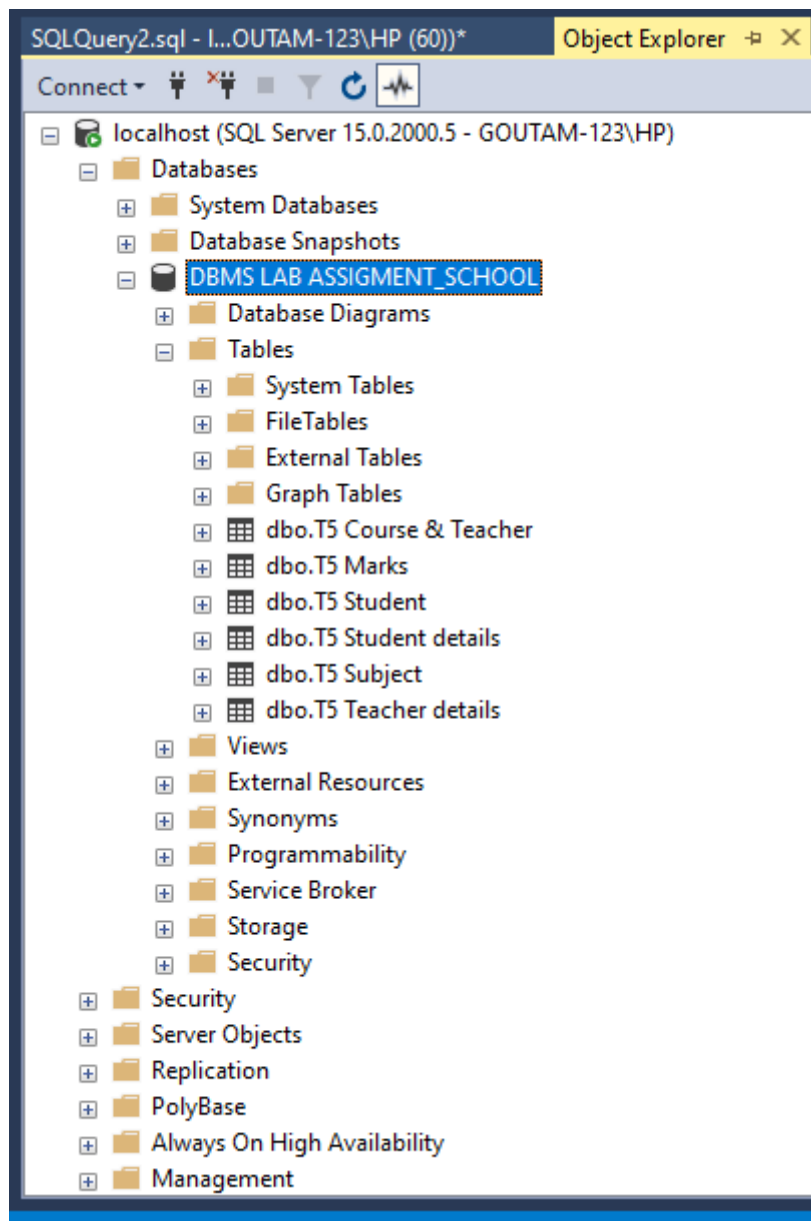 SQLQuery2.sql - l...OUTAM-123\HP (60))* Object Explorer
Connect
localhost (SQL Server 15.0.2000.5 - GOUTAM-123\HP)
Databases
System Databases
Database Snapshots
DBMS LAB ASSIGMENT_SCHOOL
Database Diagrams
Tables
System Tables
FileTables
External Tables
Graph Tables
dbo.T5 Course & Teacher
dbo.T5 Marks
dbo.T5 Student
dbo.T5 Student details
dbo.T5 Subject
dbo.T5 Teacher details
Views
External Resources
Synonyms
Programmability
Service Broker
Storage
Security
Security
Server Objects
Replication
PolyBase
Always On High Availability
Management